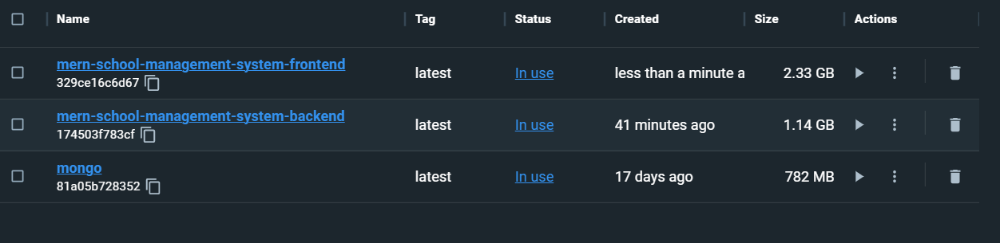 Name Tag Status Created Size Actions
mern-school-management-system-frontend latest In use less than a minute a 2.33 GB
329ce16c6d67
mern-school-management-system-backend latest In use 41 minutes ago 1.14 GB
174503f783cf
mongo latest In use 17 days ago 782 MB
81a05b728352